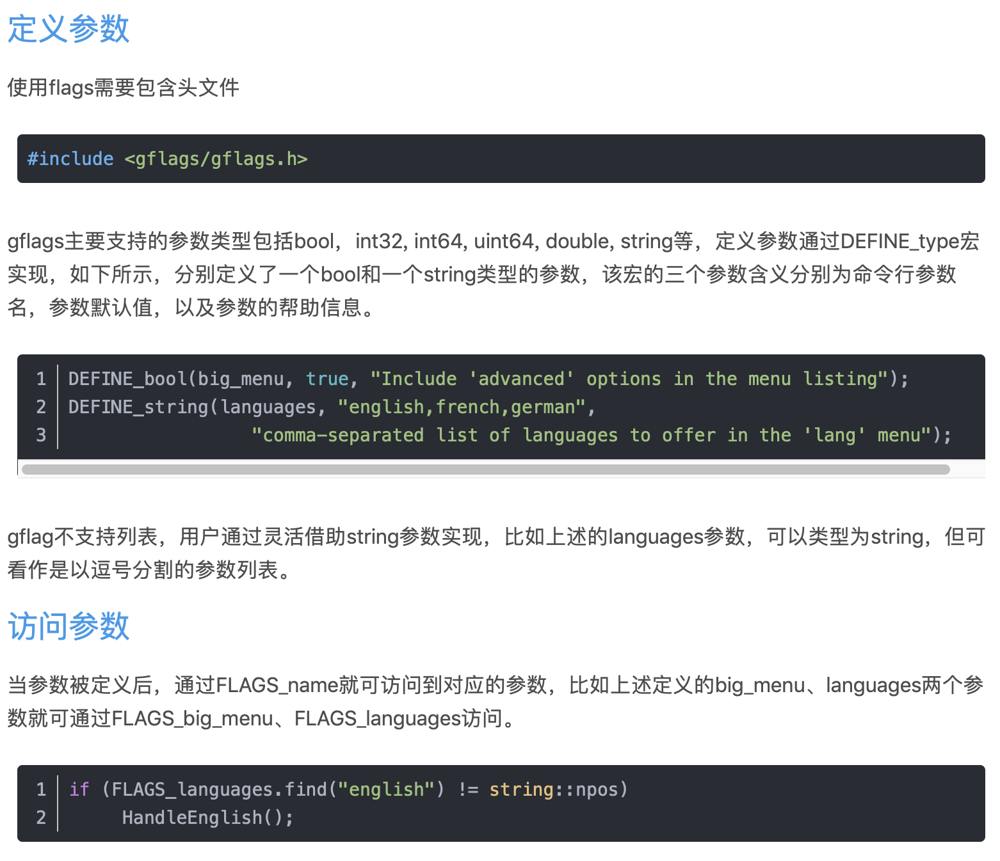 定义参数
使用flags需要包含头文件
#include <gflags/gflags.h>
gflags主要支持的参数类型包括bool，int32, int64, uint64, double, string等，定义参数通过DEFINE_type宏
实现，如下所示，分别定义了一个bool和一个string类型的参数，该宏的三个参数含义分别为命令行参数
名，参数默认值，以及参数的帮助信息。
1 DEFINE_bool(big_menu, true, "Include 'advanced' options in the menu listing");
2 DEFINE_string(languages, "english,french,german",
3                  "comma-separated list of languages to offer in the 'lang' menu");
gflag不支持列表，用户通过灵活借助string参数实现，比如上述的languages参数，可以类型为string，但可
看作是以逗号分割的参数列表。
访问参数
当参数被定义后，通过FLAGS_name就可访问到对应的参数，比如上述定义的big_menu、languages两个参
数就可通过FLAGS_big_menu、FLAGS_languages访问。
1 if (FLAGS_languages.find("english") != string::npos)
2      HandleEnglish();